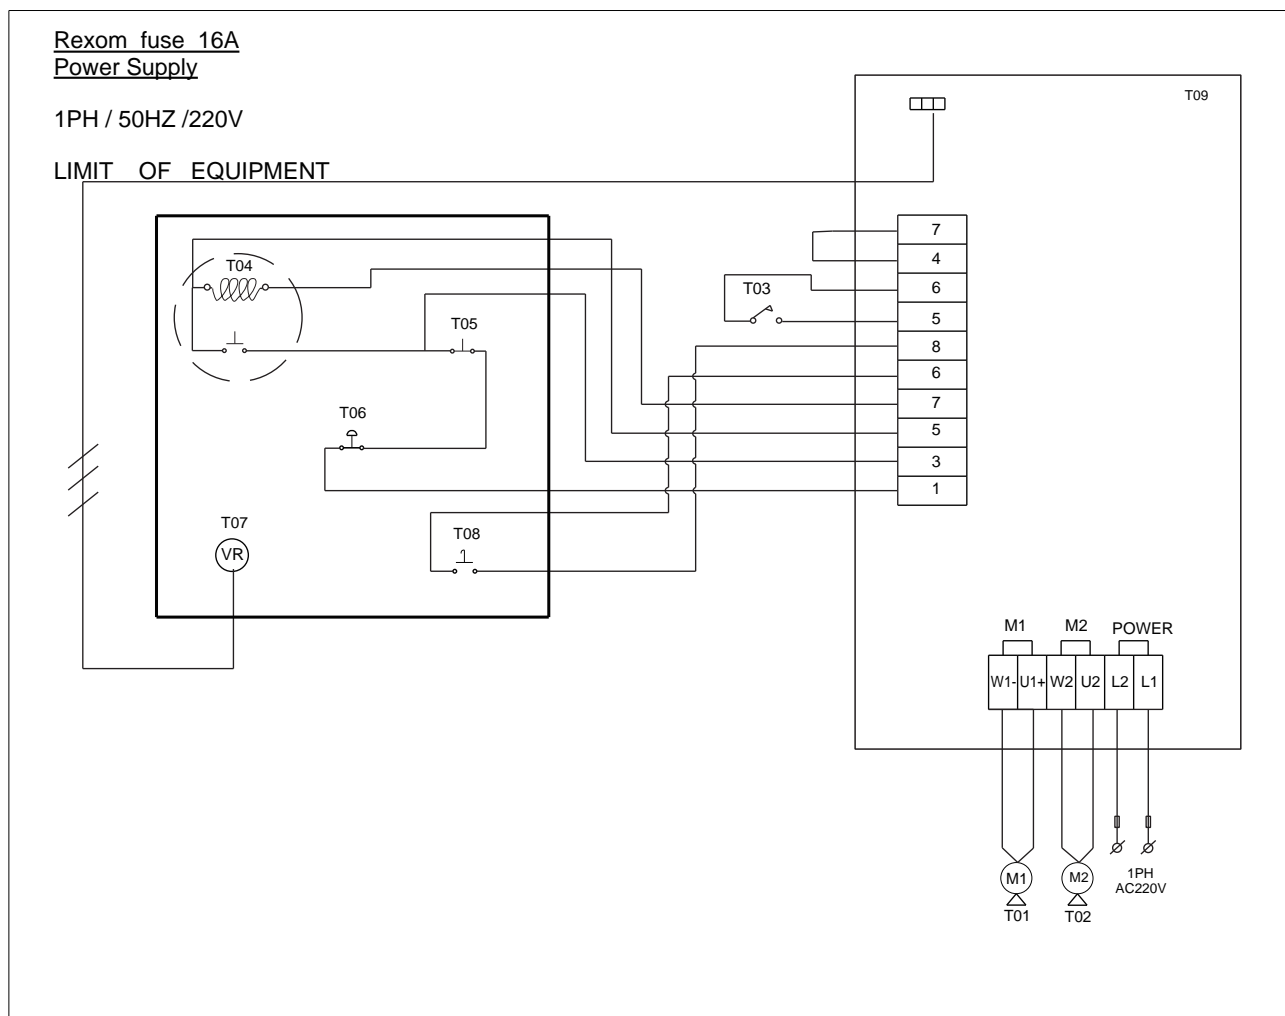 Rexom fuse 16A
Power Supply
1PH / 50HZ /220V
LIMIT OF EQUIPMENT
T09
7
4
6
5
8
6
7
5
3
1
T03
T04
T05
T06
T07
VR
T08
M1 M2 POWER
W1- U1+ W2 U2 L2 L1
M1 M2 1PH
AC220V
T01 T02